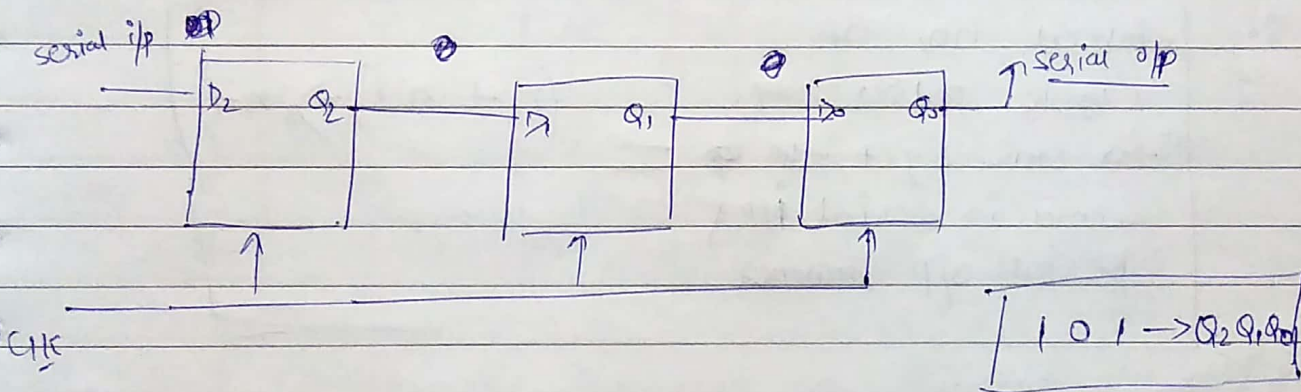 serial i/p
serial o/p
D₂ Q₂ D₁ Q₁ D₀ Q₀
Clk
1 0 1 → Q₂ Q₁ Q₀